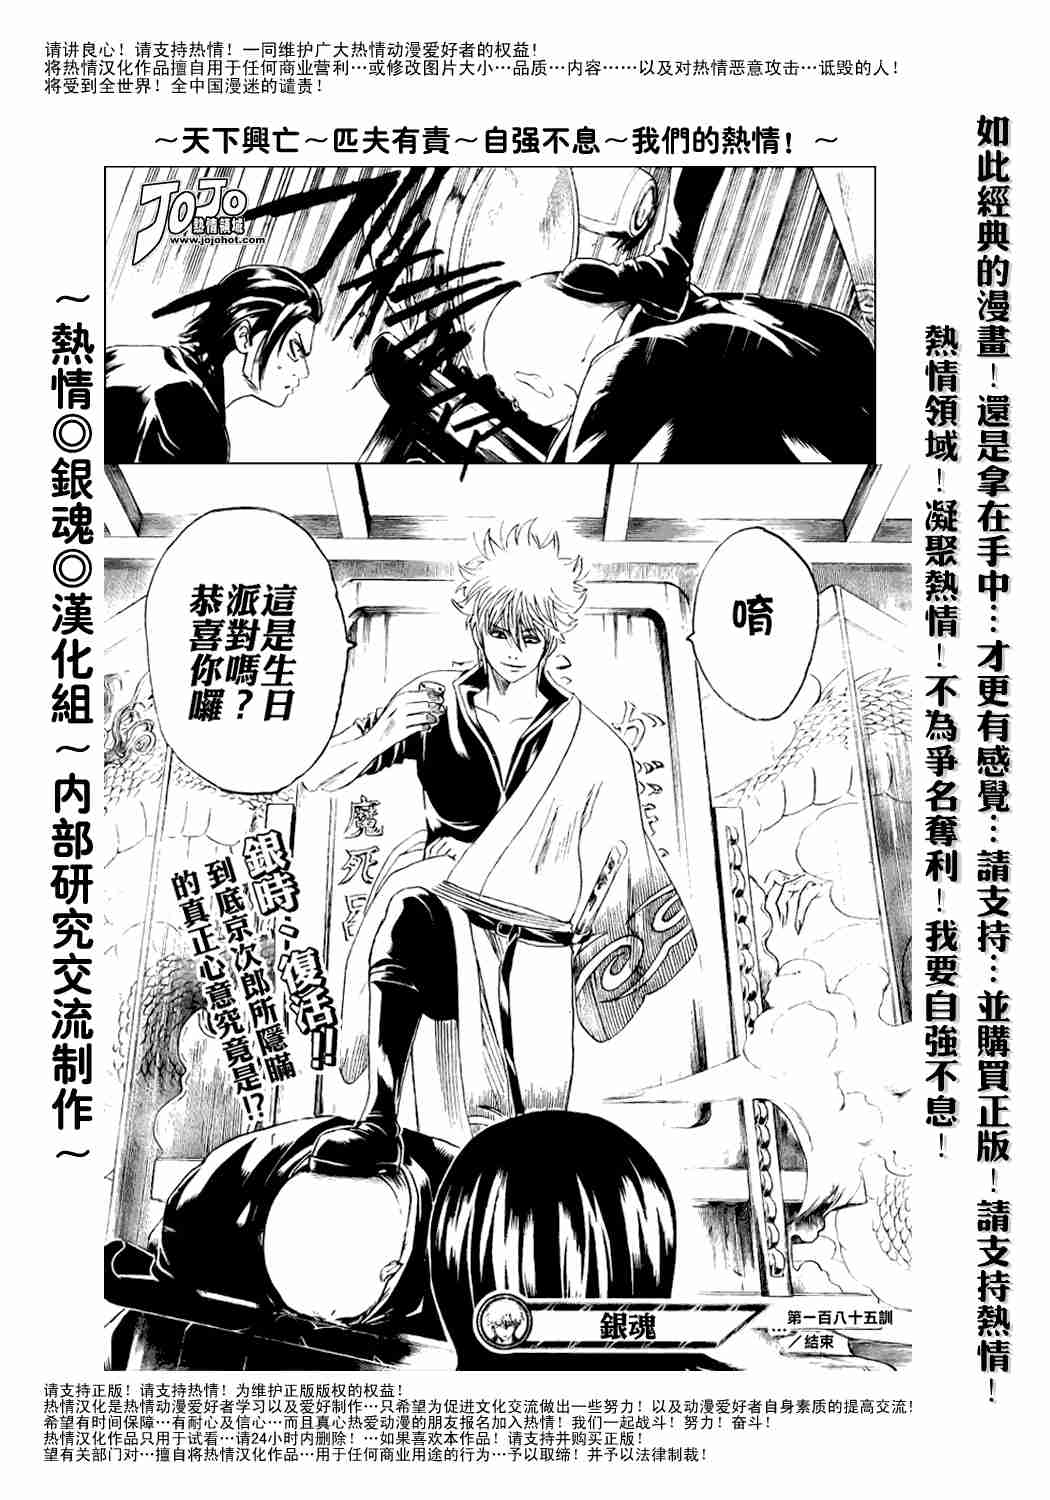 请讲良心！请支持热情！一同维护广大热情动漫爱好者的权益！
将热情汉化作品擅自用于任何商业营利…或修改图片大小…品质…内容……以及对热情恶意攻击…诋毁的人！
将受到全世界！全中国漫迷的谴责！
～天下興亡～匹夫有責～自强不息～我們的熱情！～
如此經典的漫畫！還是拿在手中…才更有感覺…請支持…並購買正版！請支持熱情！
熱情領域！凝聚熱情！不為爭名奪利！我要自強不息！
～熱情◎銀魂◎漢化組～内部研究交流制作～
JOJO
熱情領域
www.jojohot.com
唷
這是生日
派對嗎？
恭喜你囉
魔死呂
銀時…復活!!
到底京次郎所隱瞞
的真正心意究竟是!?
銀魂
第一百八十五訓
…／結束
请支持正版！请支持热情！为维护正版版权的权益！
热情汉化是热情动漫爱好者学习以及爱好制作…只希望为促进文化交流做出一些努力！以及动漫爱好者自身素质的提高交流！
希望有时间保障…有耐心及信心…而且真心热爱动漫的朋友报名加入热情！我们一起战斗！努力！奋斗！
热情汉化作品只用于试看…请24小时内删除！…如果喜欢本作品！请支持并购买正版！
望有关部门对…擅自将热情汉化作品…用于任何商业用途的行为…予以取缔！并予以法律制裁！